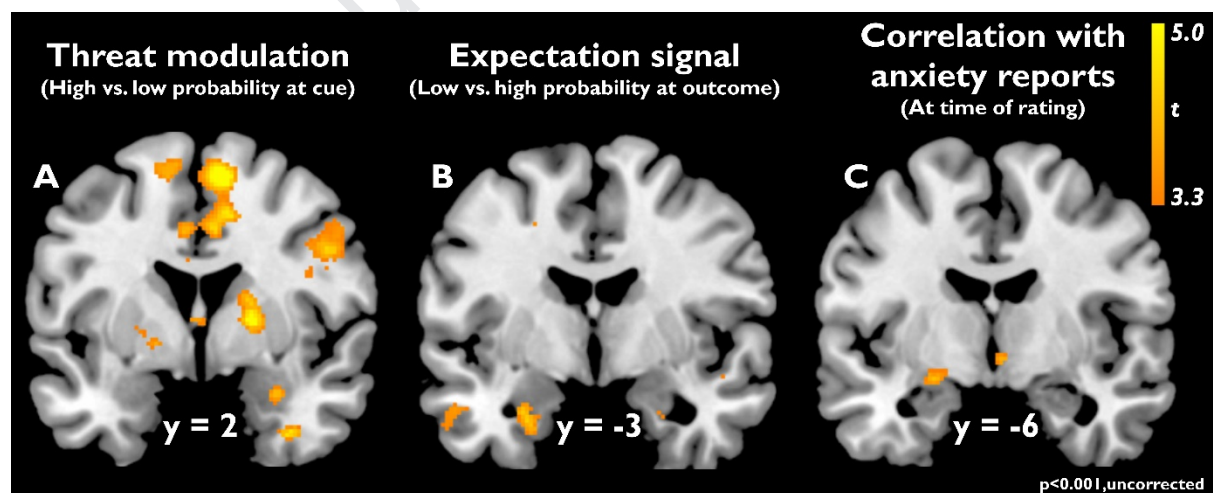 Threat modulation
(High vs. low probability at cue)
Expectation signal
(Low vs. high probability at outcome)
Correlation with
anxiety reports
(At time of rating)
5.0
t
3.3
A
B
C
y = 2
y = -3
y = -6
p<0.001,uncorrected